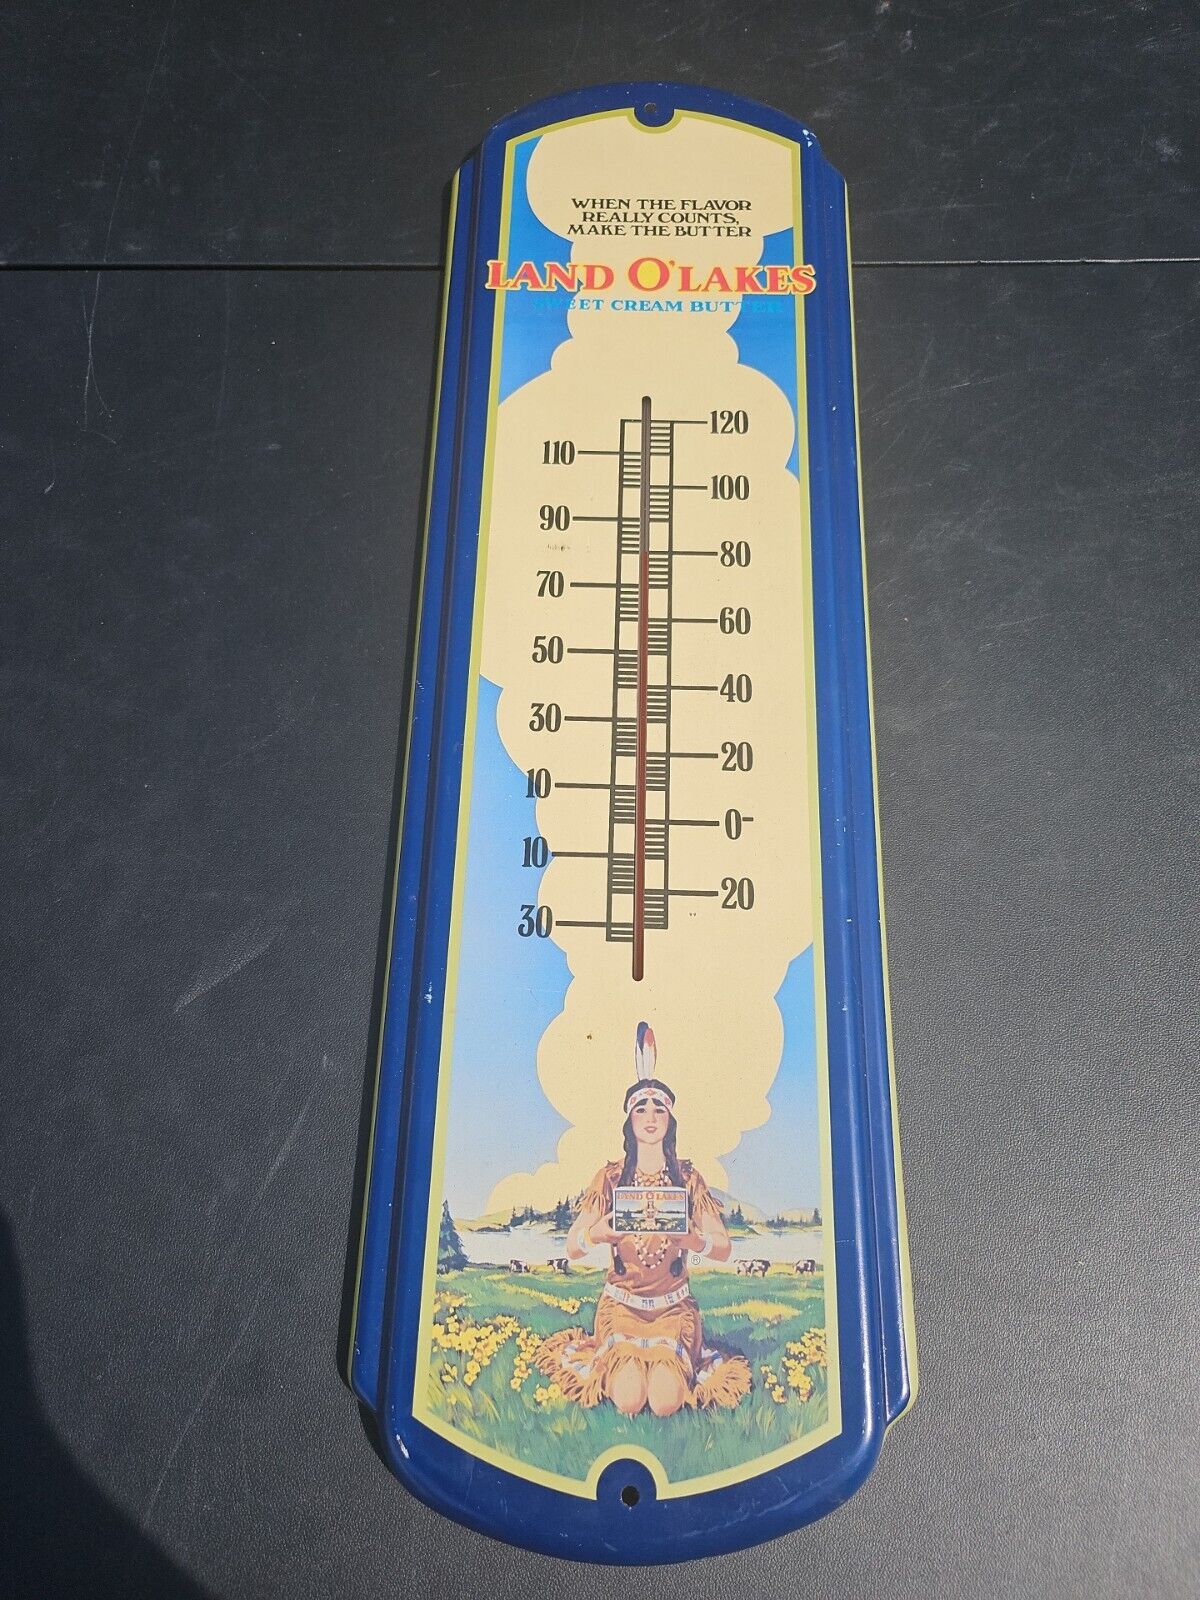 WHEN THE FLAVOR
REALLY COUNTS,
MAKE THE BUTTER
LAND O'LAKES
SWEET CREAM BUTTER
120
110
100
90
80
70
60
50
40
30
20
10
0-
10
20
30
LAND O LAKES
®